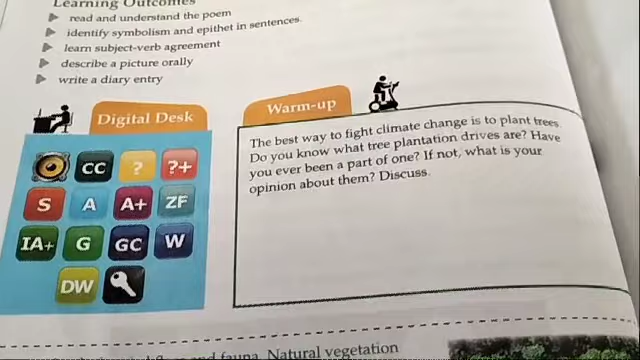 Learning Outcomes
read and understand the poem
identify symbolism and epithet in sentences
learn subject-verb agreement
describe a picture orally
write a diary entry
Digital Desk
CC ? ?+
S A A+ ZF
IA+ G GC W
DW
Warm-up
The best way to fight climate change is to plant trees.
Do you know what tree plantation drives are? Have
you ever been a part of one? If not, what is your
opinion about them? Discuss.
and fauna. Natural vegetation